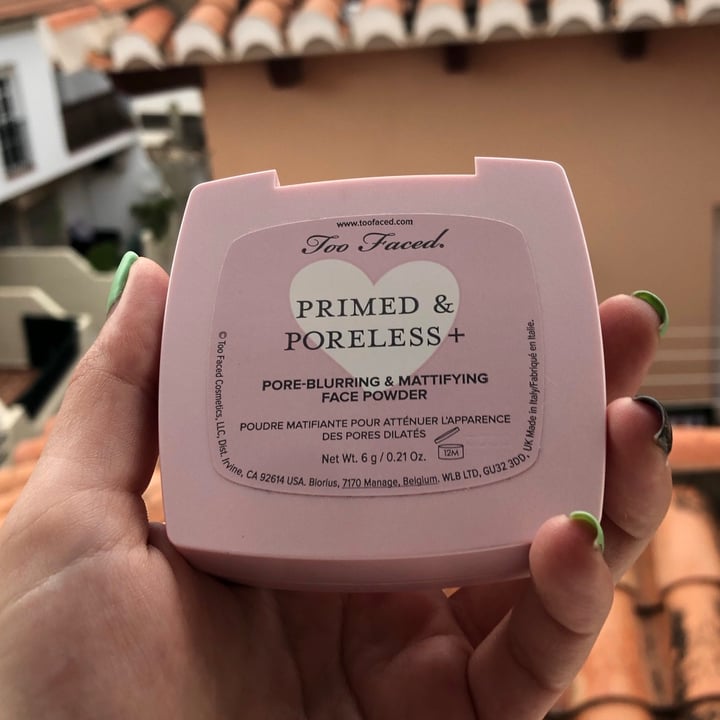 www.toofaced.com
Too Faced.
PRIMED &
PORELESS+
PORE-BLURRING & MATTIFYING
FACE POWDER
POUDRE MATIFIANTE POUR ATTÉNUER L'APPARENCE
DES PORES DILATÉS
12M
Net Wt. 6 g / 0.21 Oz.
© Too Faced Cosmetics, LLC, Dist. Irvine, CA 92614 USA. Biorius, 7170 Manage, Belgium. WLB LTD, GU32 3DD, UK Made in Italy/Fabriqué en Italie.